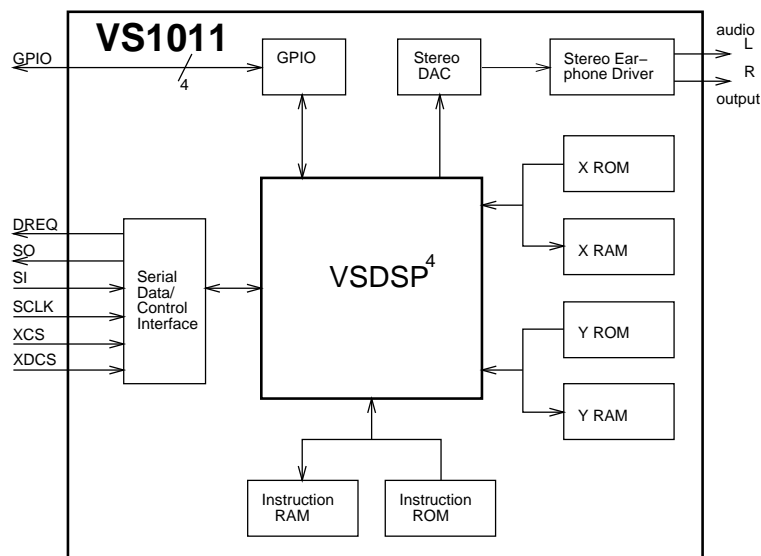 VS1011
GPIO
4
GPIO
Stereo
DAC
Stereo Ear–
phone Driver
audio
L
R
output
X ROM
X RAM
DREQ
SO
SI
SCLK
XCS
XDCS
Serial
Data/
Control
Interface
VSDSP4
Y ROM
Y RAM
Instruction
RAM
Instruction
ROM